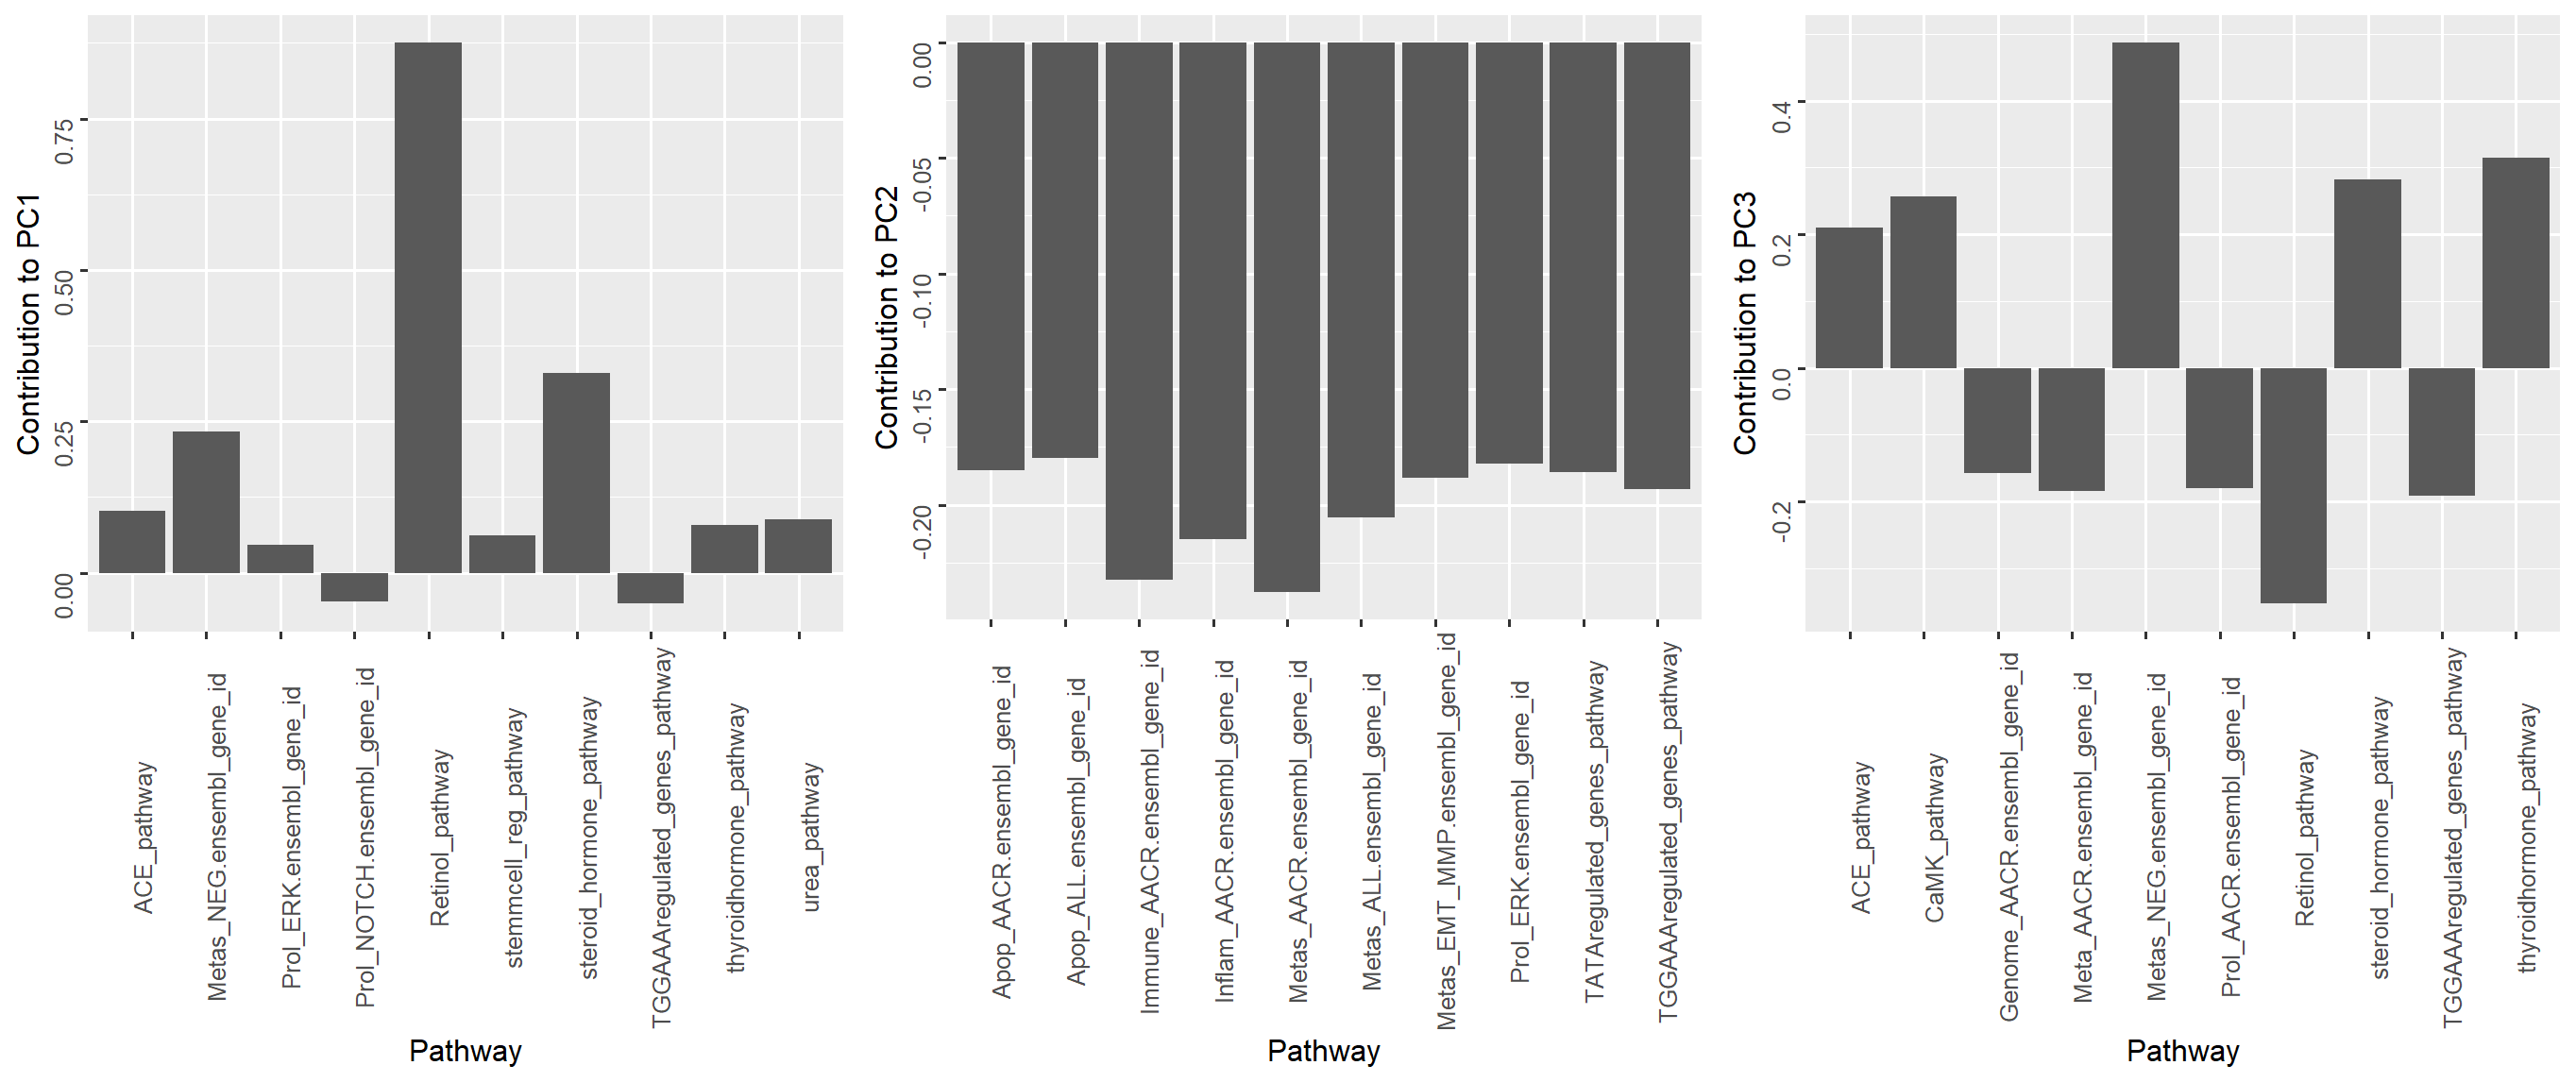 Contribution to PC1
0.75
0.50
0.25
0.00
ACE_pathway
Metas_NEG.ensembl_gene_id
Prol_ERK.ensembl_gene_id
Prol_NOTCH.ensembl_gene_id
Retinol_pathway
stemmcell_reg_pathway
steroid_hormone_pathway
TGGAAAregulated_genes_pathway
thyroidhormone_pathway
urea_pathway
Pathway
Contribution to PC2
0.00
-0.05
-0.10
-0.15
-0.20
Apop_AACR.ensembl_gene_id
Apop_ALL.ensembl_gene_id
Immune_AACR.ensembl_gene_id
Inflam_AACR.ensembl_gene_id
Metas_AACR.ensembl_gene_id
Metas_ALL.ensembl_gene_id
Metas_EMT_MMP.ensembl_gene_id
Prol_ERK.ensembl_gene_id
TATAregulated_genes_pathway
TGGAAAregulated_genes_pathway
Pathway
Contribution to PC3
0.4
0.2
0.0
-0.2
ACE_pathway
CaMK_pathway
Genome_AACR.ensembl_gene_id
Meta_AACR.ensembl_gene_id
Metas_NEG.ensembl_gene_id
Prol_AACR.ensembl_gene_id
Retinol_pathway
steroid_hormone_pathway
TGGAAAregulated_genes_pathway
thyroidhormone_pathway
Pathway